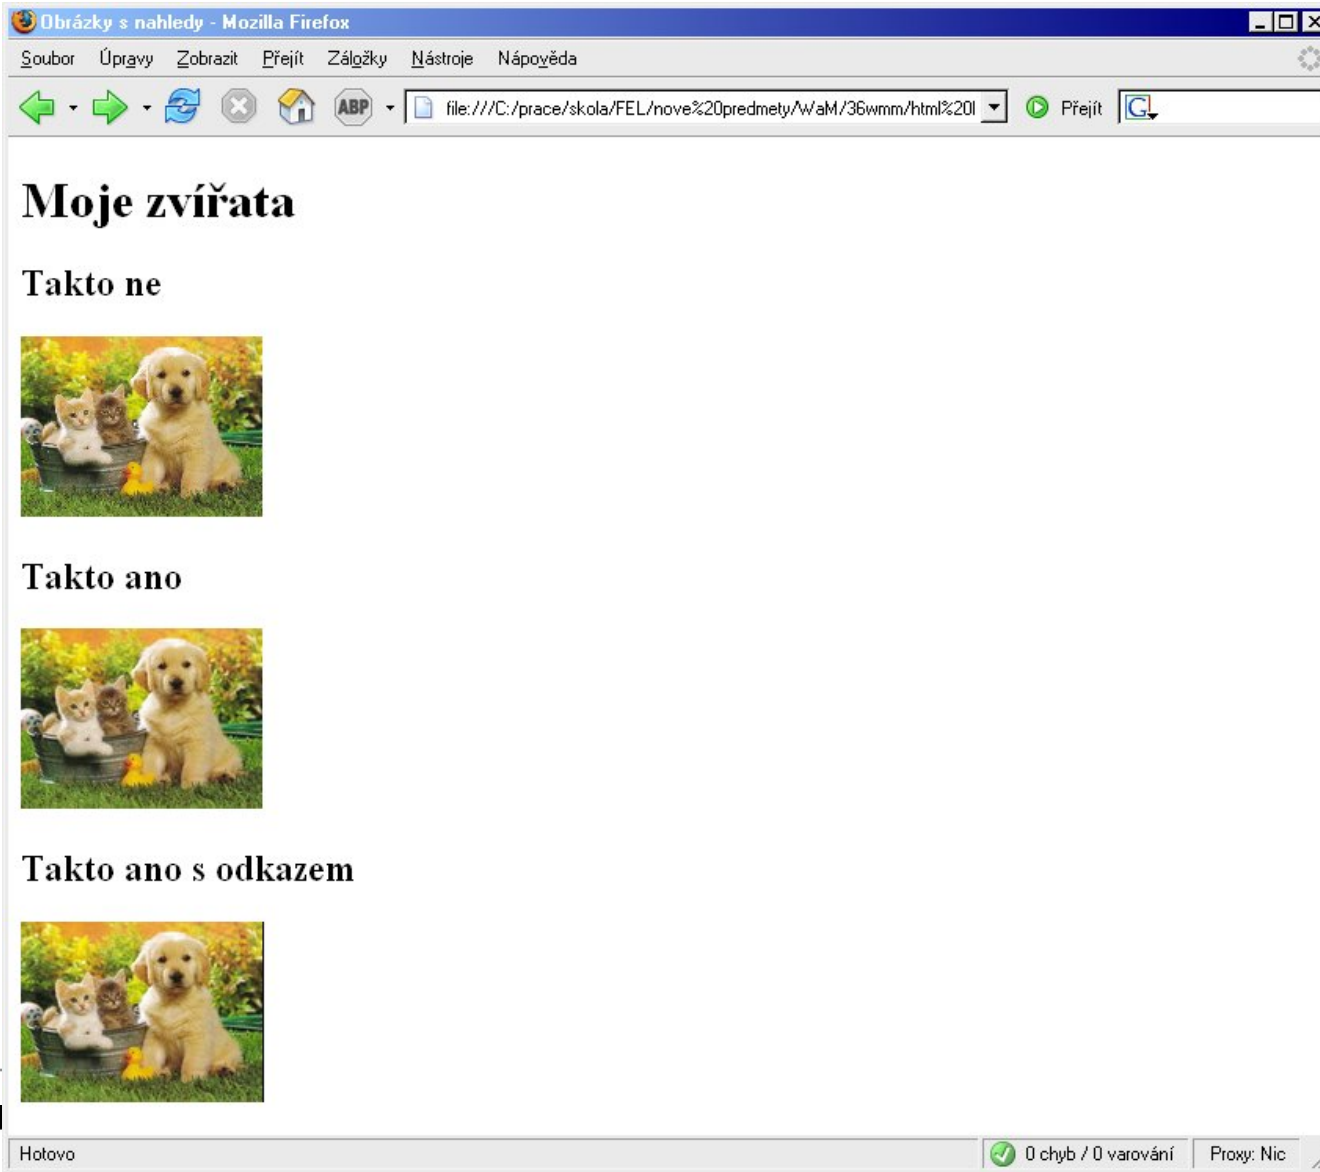 Obrázky s nahledy - Mozilla Firefox
Soubor Úpravy Zobrazit Přejít Záložky Nástroje Nápověda
ABP file:///C:/prace/skola/FEL/nove%20predmety/WaM/36wmm/html%20l Přejít G
Moje zvířata
Takto ne
Takto ano
Takto ano s odkazem
Hotovo 0 chyb / 0 varování Proxy: Nic